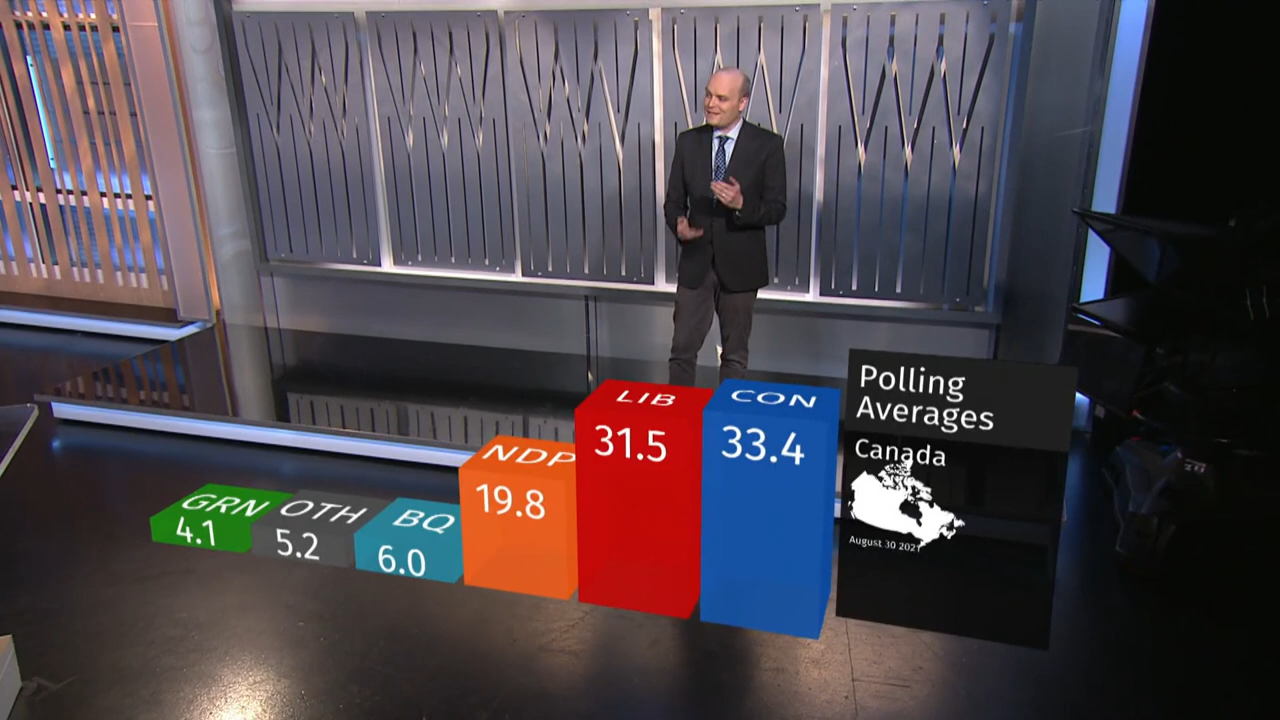 GRN
4.1
OTH
5.2
BQ
6.0
NDP
19.8
LIB
31.5
CON
33.4
Polling
Averages
Canada
August 30 2021